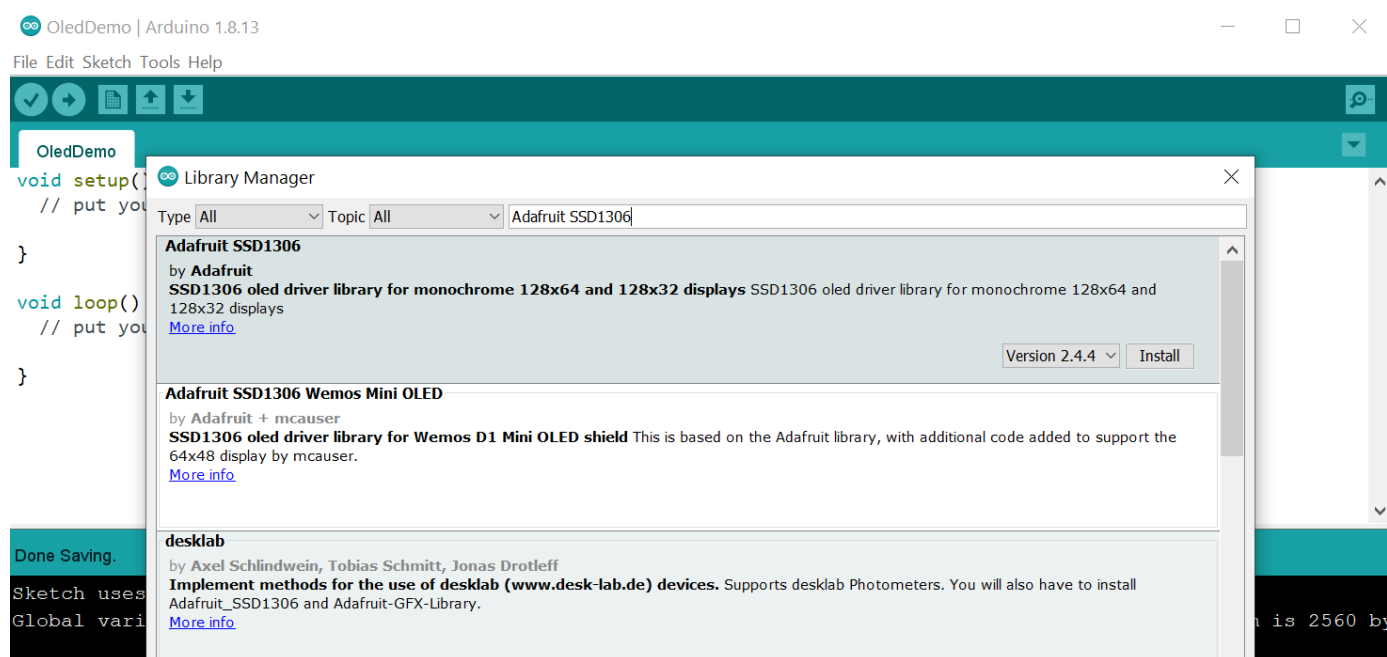 OledDemo | Arduino 1.8.13
File Edit Sketch Tools Help
OledDemo
void setup()
// put you
}
void loop()
// put you
}
Library Manager
Type All Topic All Adafruit SSD1306
Adafruit SSD1306
by Adafruit
SSD1306 oled driver library for monochrome 128x64 and 128x32 displays SSD1306 oled driver library for monochrome 128x64 and
128x32 displays
More info
Version 2.4.4 Install
Adafruit SSD1306 Wemos Mini OLED
by Adafruit + mcauser
SSD1306 oled driver library for Wemos D1 Mini OLED shield This is based on the Adafruit library, with additional code added to support the
64x48 display by mcauser.
More info
desklab
by Axel Schlindwein, Tobias Schmitt, Jonas Drotleff
Implement methods for the use of desklab (www.desk-lab.de) devices. Supports desklab Photometers. You will also have to install
Adafruit_SSD1306 and Adafruit-GFX-Library.
More info
Done Saving.
Sketch uses
Global vari
is 2560 by